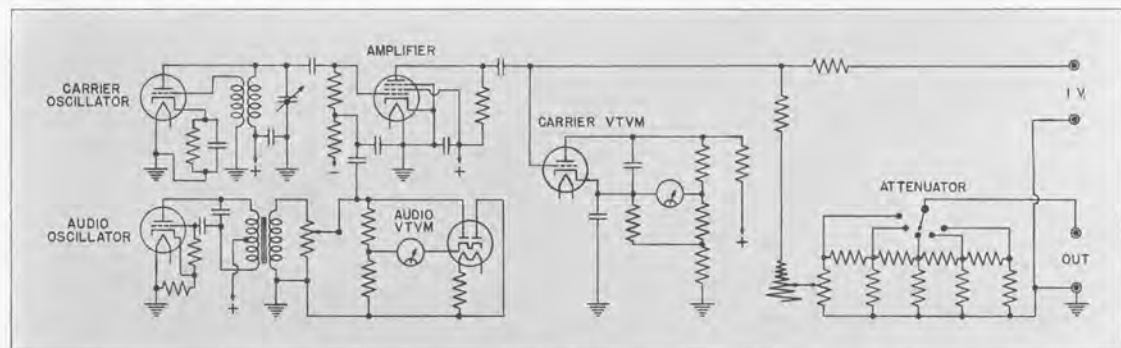 AMPLIFIER
CARRIER
OSCILLATOR
1 V.
CARRIER VTVM
+
-
+
ATTENUATOR
AUDIO
OSCILLATOR
AUDIO
VTVM
+
OUT
+